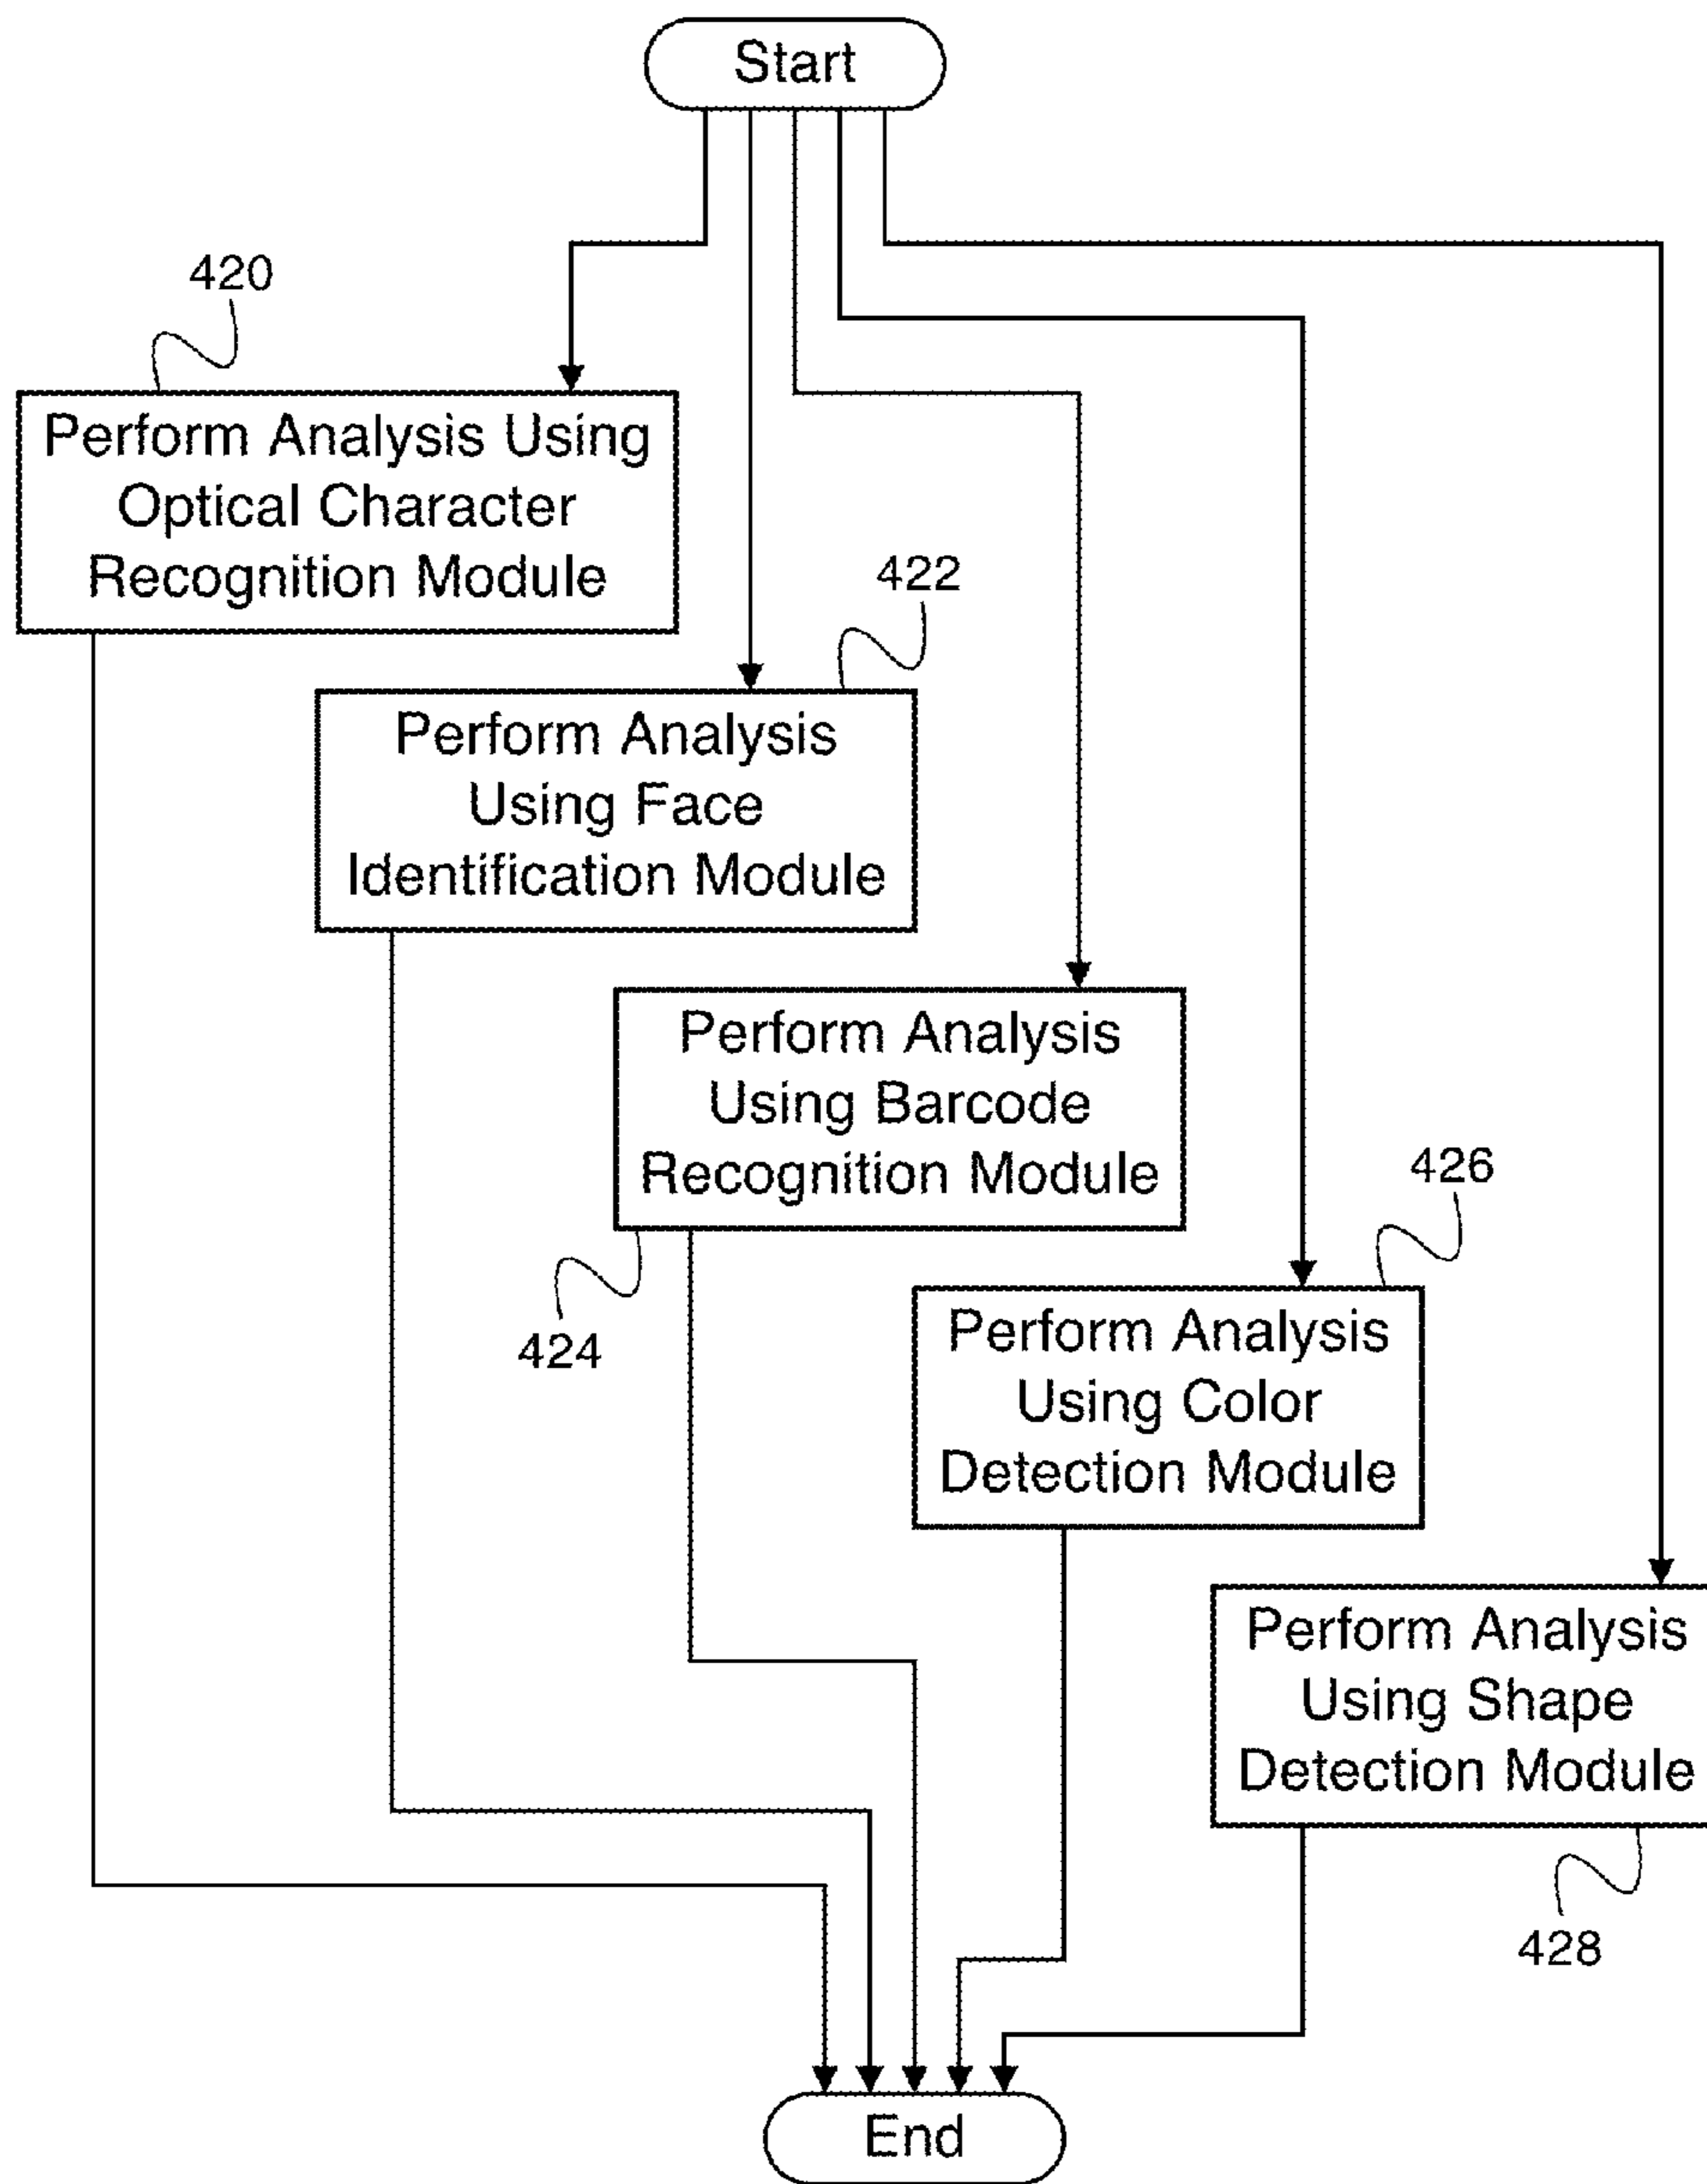 Start
420
Perform Analysis Using
Optical Character
Recognition Module
422
Perform Analysis
Using Face
Identification Module
Perform Analysis
Using Barcode
Recognition Module
424
426
Perform Analysis
Using Color
Detection Module
Perform Analysis
Using Shape
Detection Module
428
End